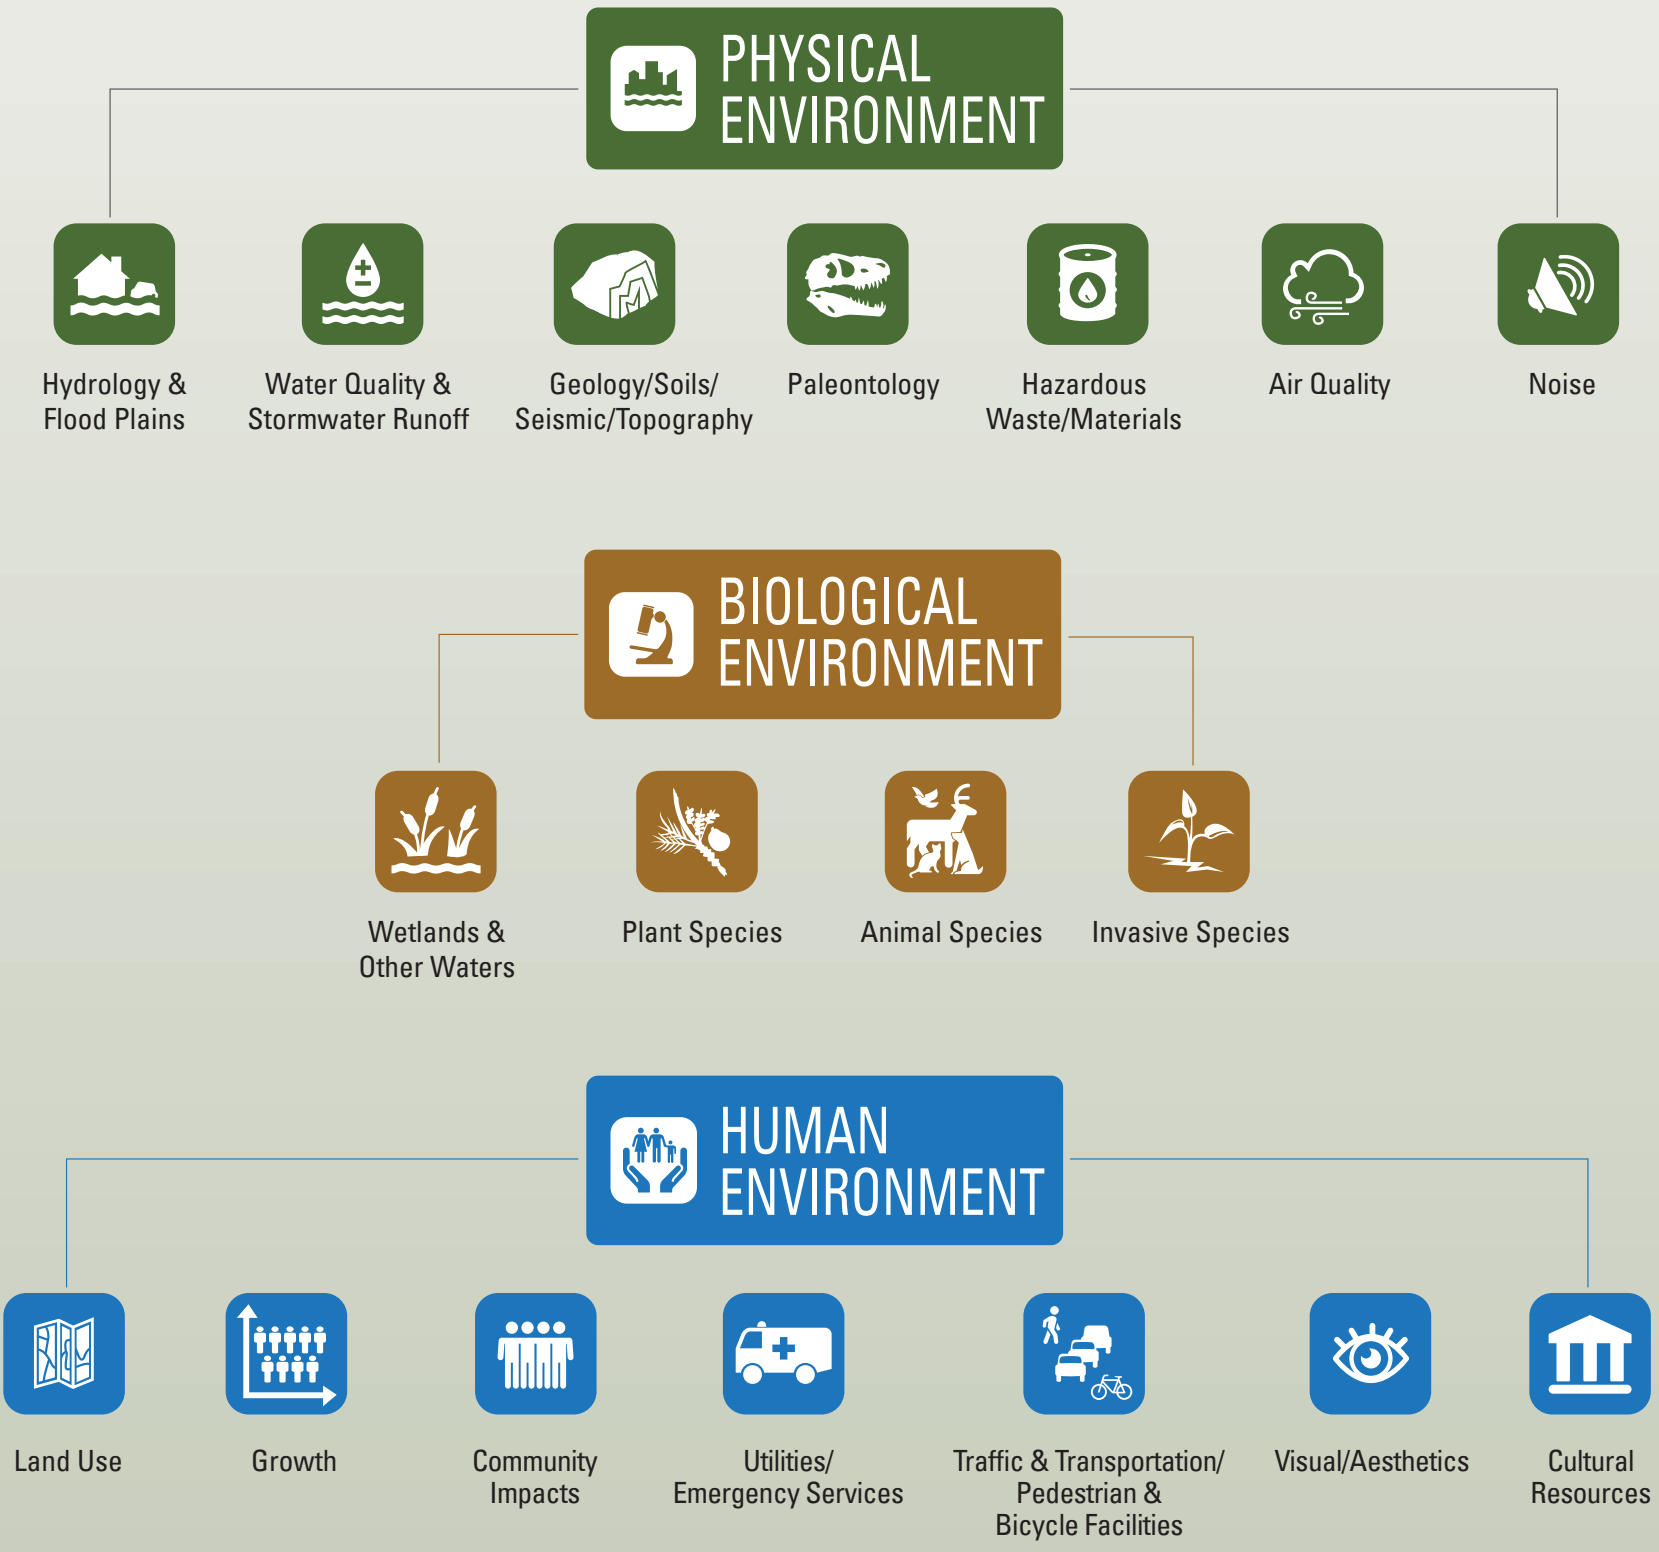 PHYSICAL
ENVIRONMENT
Hydrology &
Flood Plains
Water Quality &
Stormwater Runoff
Geology/Soils/
Seismic/Topography
Paleontology
Hazardous
Waste/Materials
Air Quality
Noise
BIOLOGICAL
ENVIRONMENT
Wetlands &
Other Waters
Plant Species
Animal Species
Invasive Species
HUMAN
ENVIRONMENT
Land Use
Growth
Community
Impacts
Utilities/
Emergency Services
Traffic & Transportation/
Pedestrian &
Bicycle Facilities
Visual/Aesthetics
Cultural
Resources